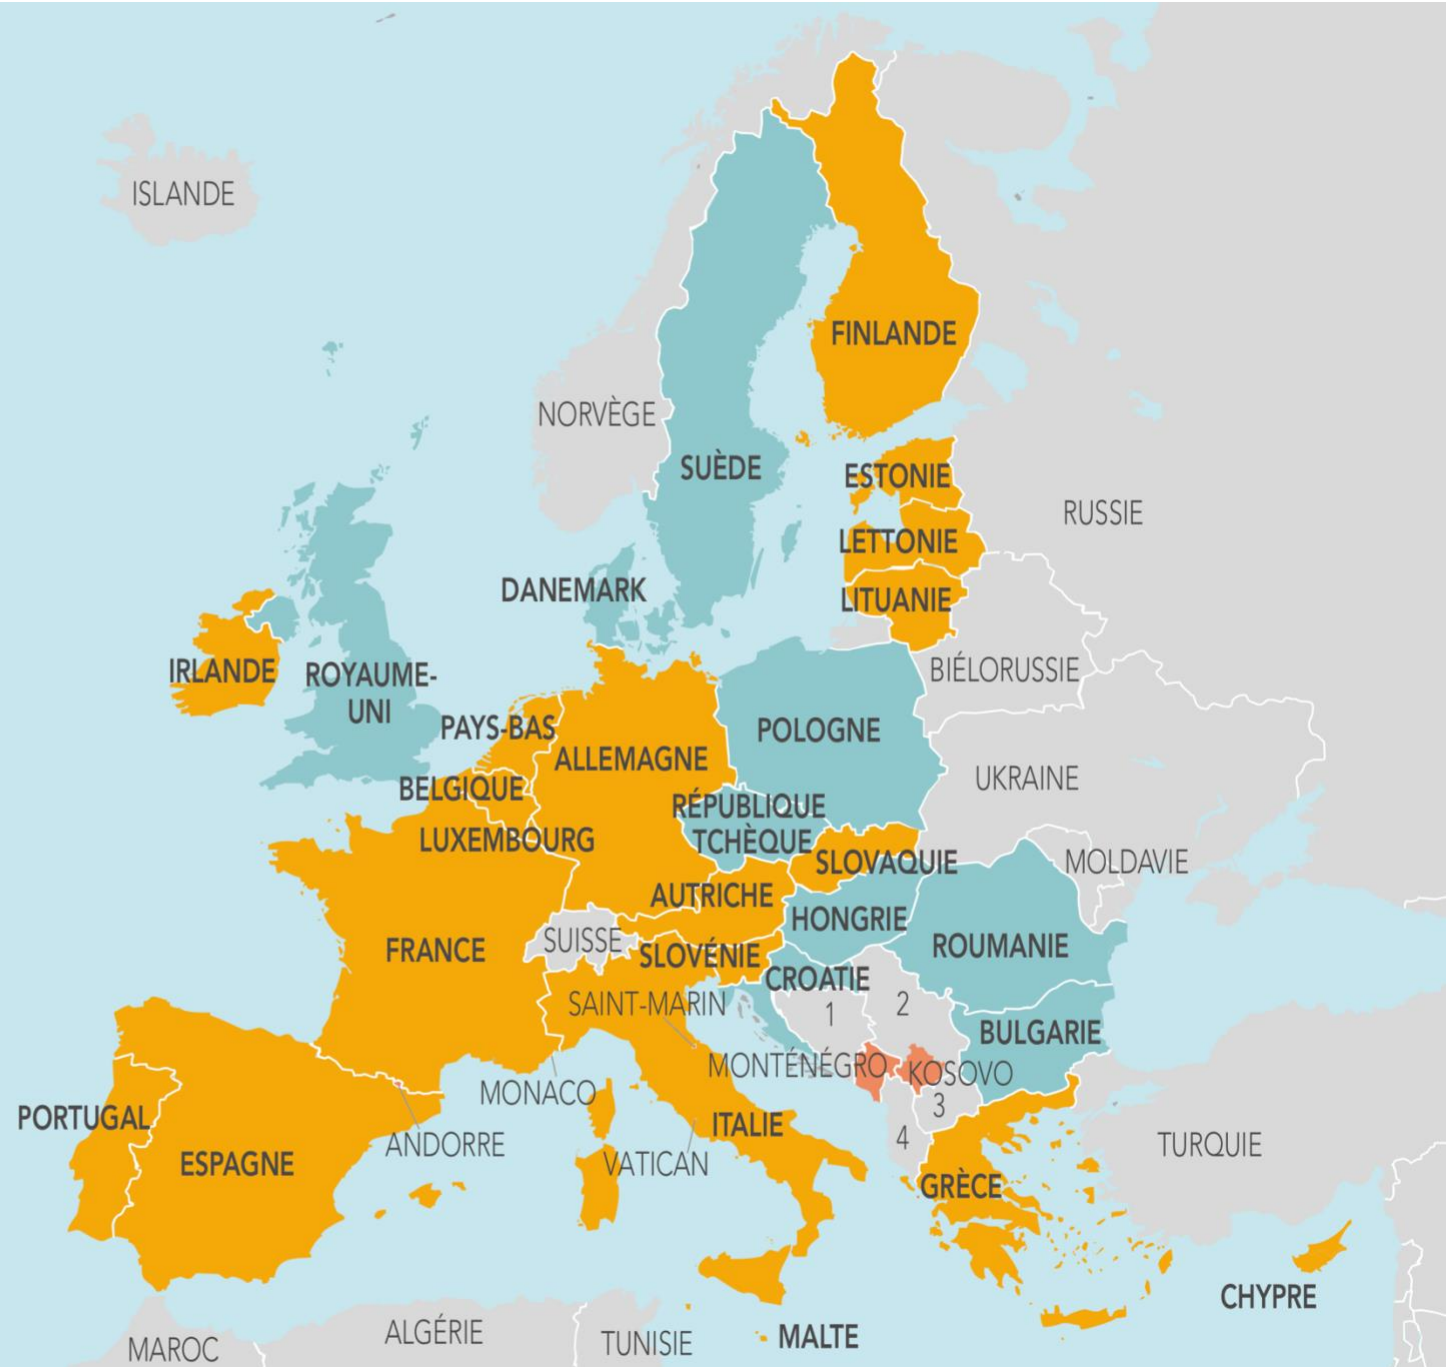 ISLANDE
FINLANDE
NORVÈGE
SUÈDE
ESTONIE
RUSSIE
LETTONIE
DANEMARK
LITUANIE
IRLANDE
ROYAUME-
UNI
BIÉLORUSSIE
PAYS-BAS
POLOGNE
ALLEMAGNE
UKRAINE
BELGIQUE
RÉPUBLIQUE
TCHÈQUE
LUXEMBOURG
SLOVAQUIE
MOLDAVIE
AUTRICHE
HONGRIE
FRANCE
SUISSE
SLOVÉNIE
ROUMANIE
CROATIE
SAINT-MARIN
1
2
BULGARIE
MONTÉNÉGRO
KOSOVO
MONACO
3
PORTUGAL
ITALIE
4
ANDORRE
TURQUIE
ESPAGNE
VATICAN
GRÈCE
CHYPRE
ALGÉRIE
MALTE
TUNISIE
MAROC